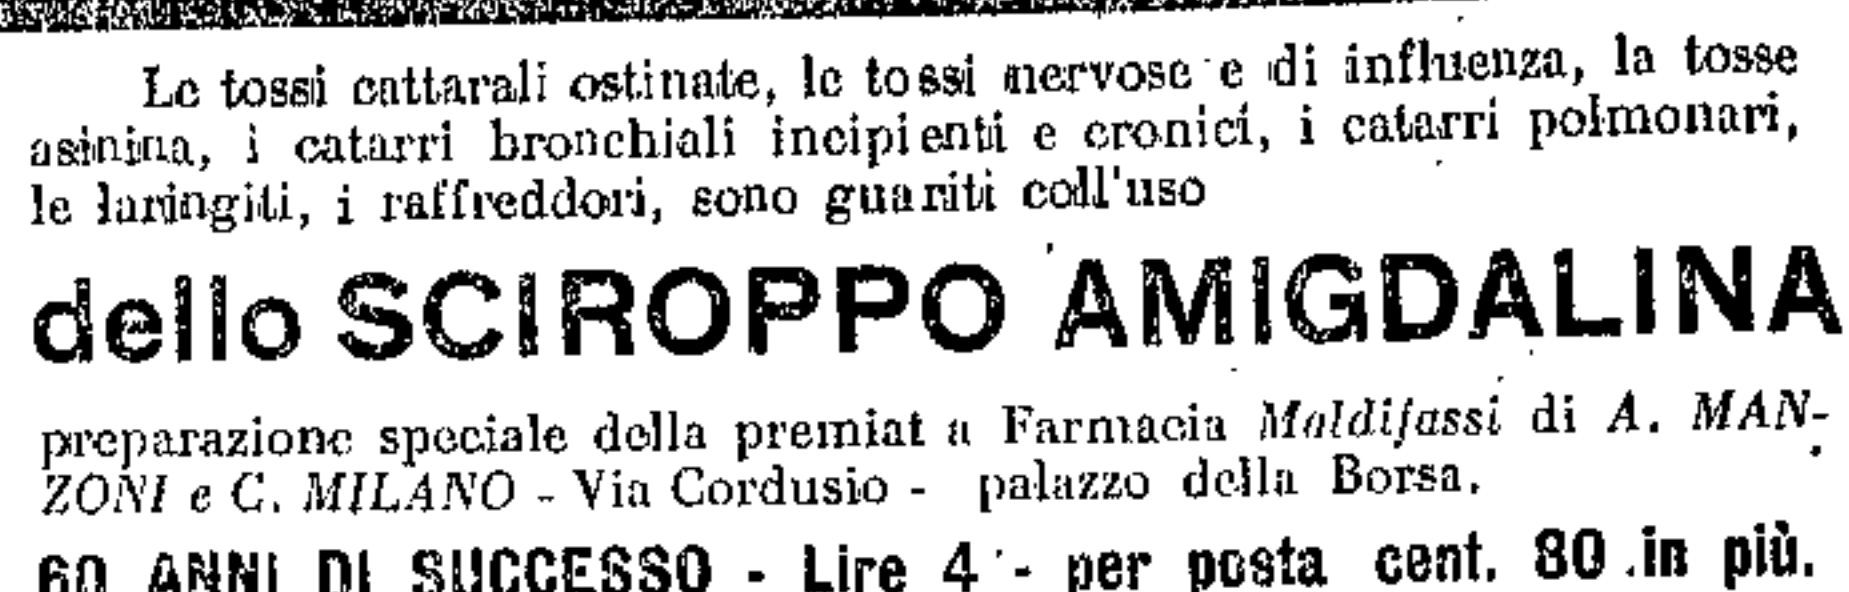 Le tossi cattarali ostinate, le tossi nervose e di influenza, la tosse
asinina, i catarri bronchiali incipienti e cronici, i catarri polmonari,
le laringiti, i raffreddori, sono guariti coll'uso
dello SCIROPPO AMIGDALINA
preparazione speciale della premiata Farmacia Maldifassi di A. MAN-
ZONI e C. MILANO - Via Cordusio - palazzo della Borsa.
60 ANNI DI SUCCESSO - Lire 4 - per posta cent. 80 in più.